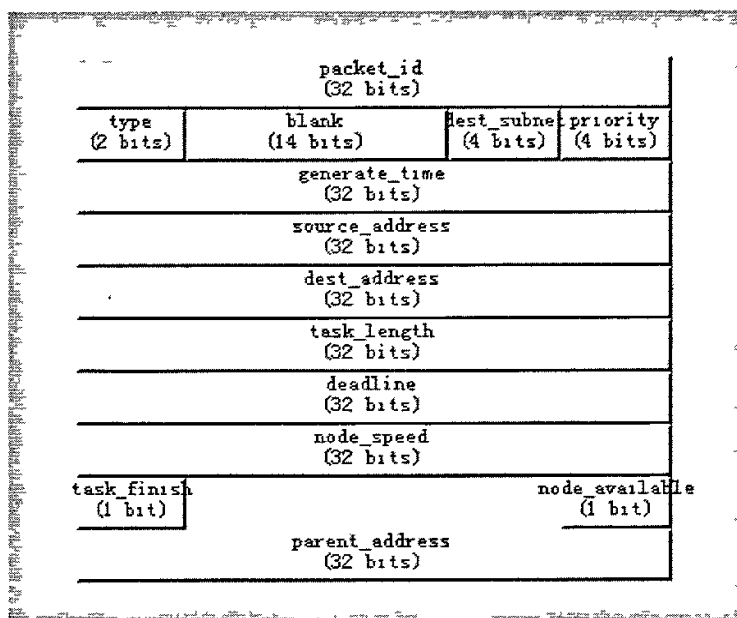 packet_id
(32 bits)
type blank dest_subnet priority
(2 bits) (14 bits) (4 bits) (4 bits)
generate_time
(32 bits)
source_address
(32 bits)
dest_address
(32 bits)
task_length
(32 bits)
deadline
(32 bits)
node_speed
(32 bits)
task_finish node_available
(1 bit) (1 bit)
parent_address
(32 bits)